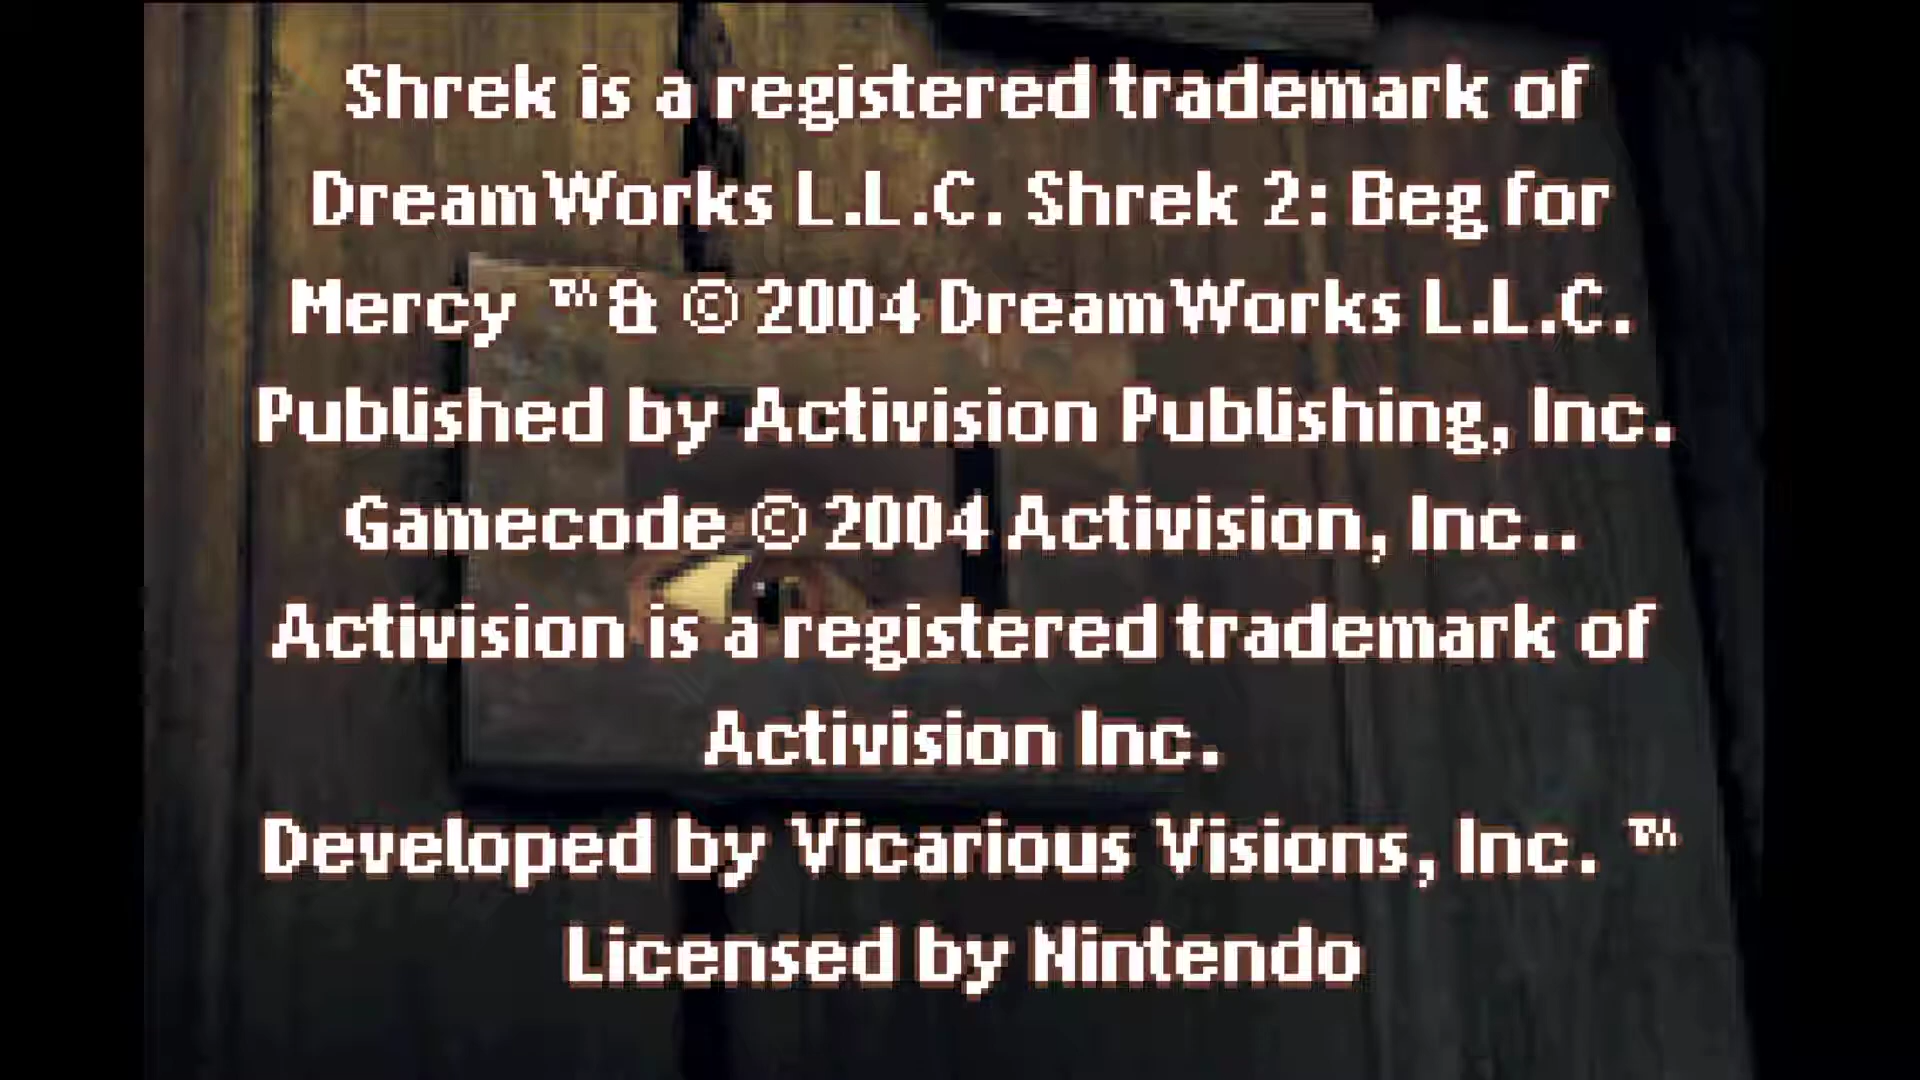 Shrek is a registered trademark of
DreamWorks L.L.C. Shrek 2: Beg for
Mercy ™ & © 2004 DreamWorks L.L.C.
Published by Activision Publishing, Inc.
Gamecode © 2004 Activision, Inc..
Activision is a registered trademark of
Activision Inc.
Developed by Vicarious Visions, Inc. ™
Licensed by Nintendo